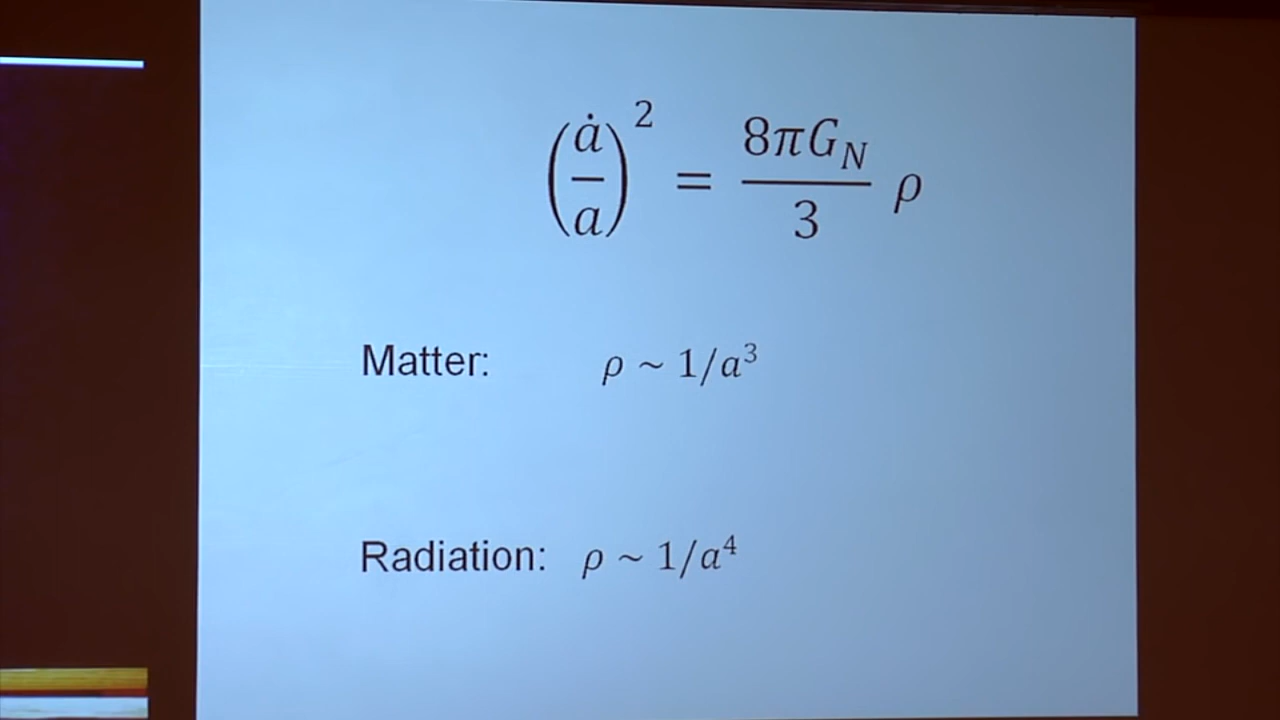 (ȧ/a)² = 8πG_N/3 ρ
Matter: ρ ~ 1/a³
Radiation: ρ ~ 1/a⁴